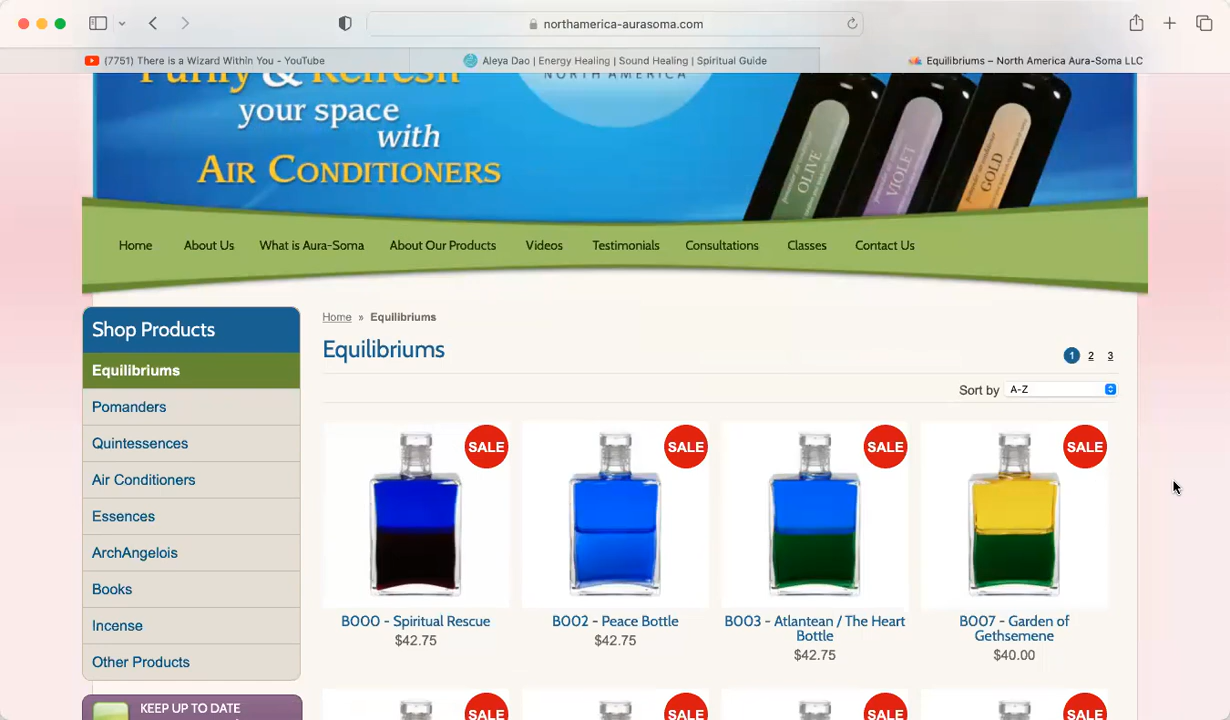 northamerica-aurasoma.com
(7751) There is a Wizard Within You - YouTube
Aleya Dao | Energy Healing | Sound Healing | Spiritual Guide
Equilibriums – North America Aura-Soma LLC
Purify & Refresh
NORTH AMERICA
your space
with
AIR CONDITIONERS
OLIVE
VIOLET
GOLD
Home
About Us
What is Aura-Soma
About Our Products
Videos
Testimonials
Consultations
Classes
Contact Us
Shop Products
Equilibriums
Pomanders
Quintessences
Air Conditioners
Essences
ArchAngelois
Books
Incense
Other Products
KEEP UP TO DATE
Home » Equilibriums
Equilibriums
1 2 3
Sort by A-Z
SALE
SALE
SALE
SALE
B000 - Spiritual Rescue
$42.75
B002 - Peace Bottle
$42.75
B003 - Atlantean / The Heart
Bottle
$42.75
B007 - Garden of
Gethsemene
$40.00
SALE
SALE
SALE
SALE